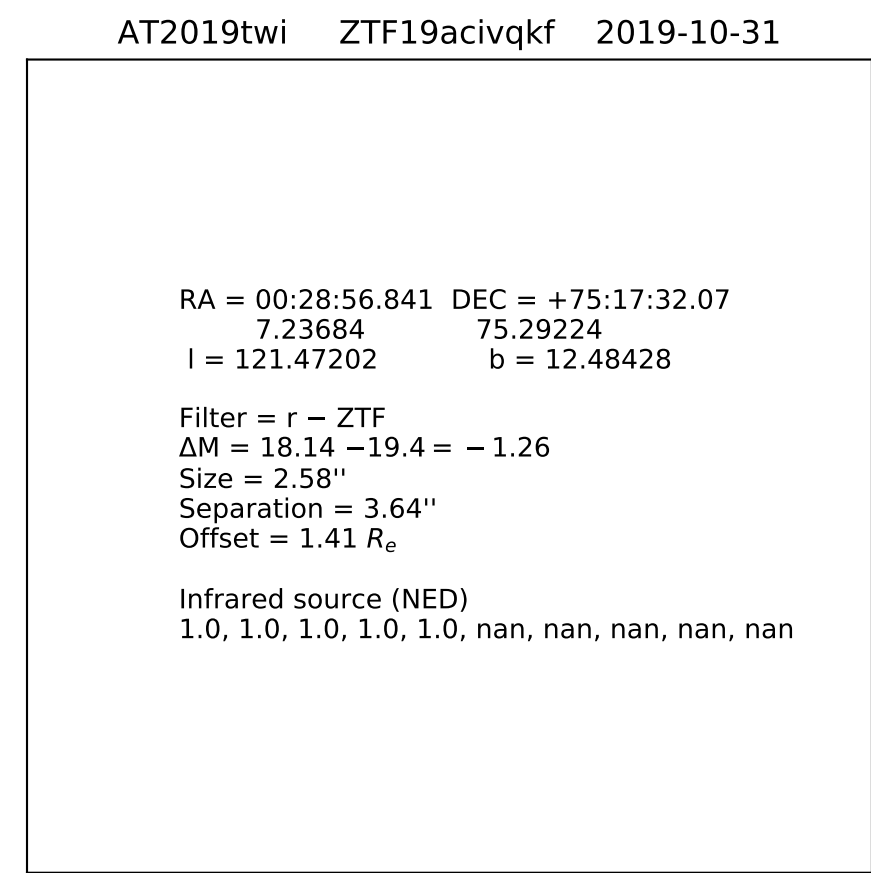 AT2019twi ZTF19acivqkf 2019-10-31
RA = 00:28:56.841 DEC = +75:17:32.07
7.23684 75.29224
l = 121.47202 b = 12.48428
Filter = r − ZTF
ΔM = 18.14 −19.4 = − 1.26
Size = 2.58''
Separation = 3.64''
Offset = 1.41 Rₑ
Infrared source (NED)
1.0, 1.0, 1.0, 1.0, 1.0, nan, nan, nan, nan, nan